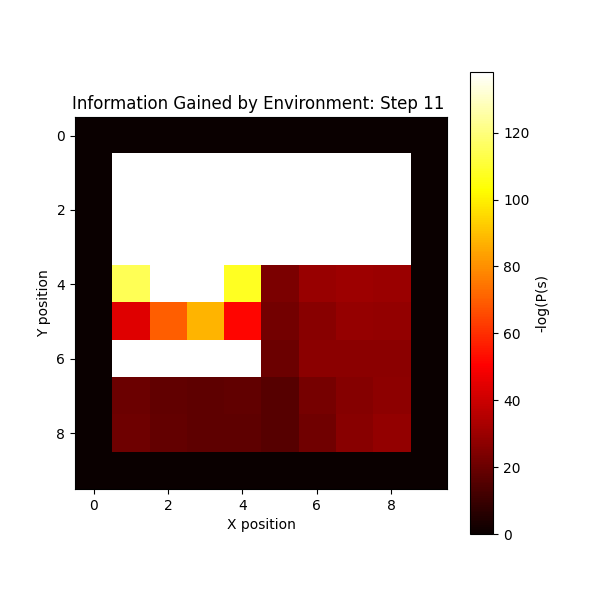 Information Gained by Environment: Step 11
0
2
4
6
8
Y position
0 2 4 6 8
X position
120
100
80
60
40
20
0
-log(P(s)